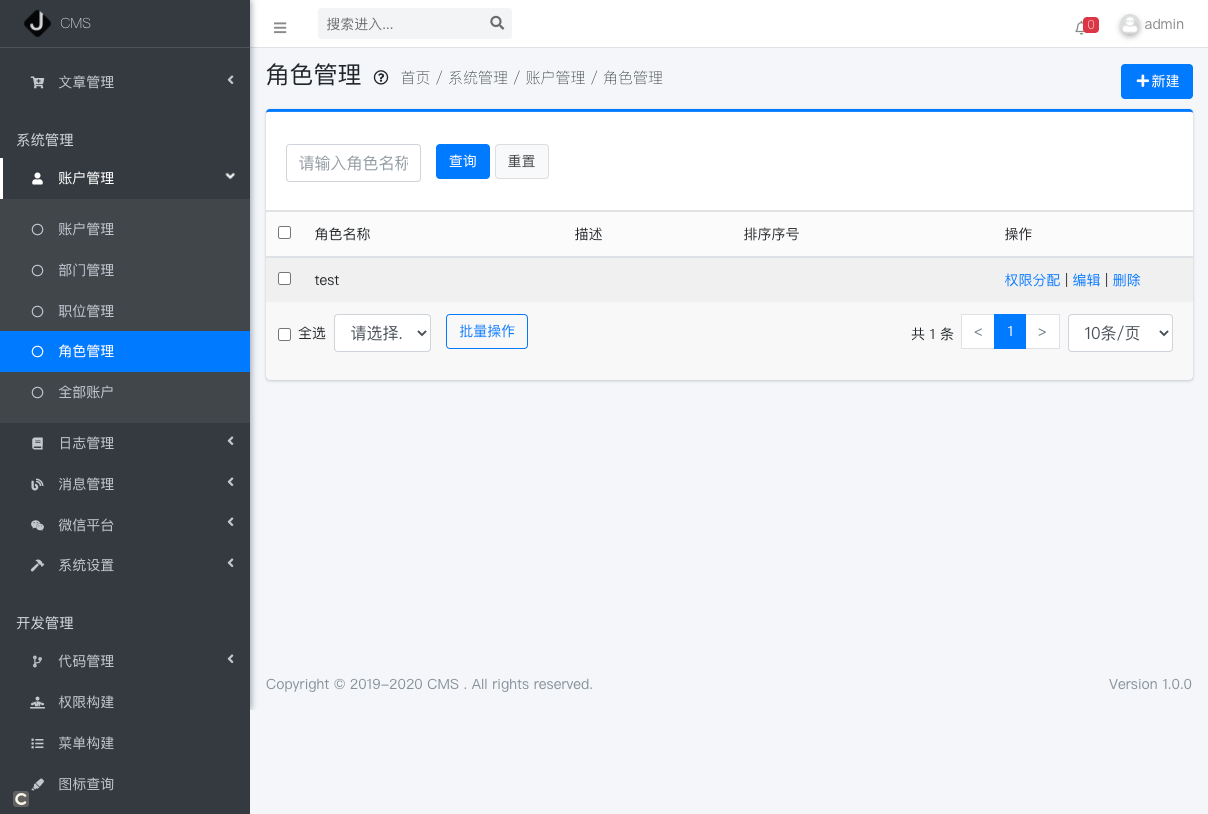 CMS
文章管理
系统管理
账户管理
账户管理
部门管理
职位管理
角色管理
全部账户
日志管理
消息管理
微信平台
系统设置
开发管理
代码管理
权限构建
菜单构建
图标查询
搜索进入...
0
admin
角色管理 首页 / 系统管理 / 账户管理 / 角色管理
新建
请输入角色名称
查询
重置
角色名称 描述 排序序号 操作
test 权限分配 | 编辑 | 删除
全选 请选择. 批量操作 共 1 条 < 1 > 10条/页
Copyright © 2019-2020 CMS . All rights reserved.
Version 1.0.0